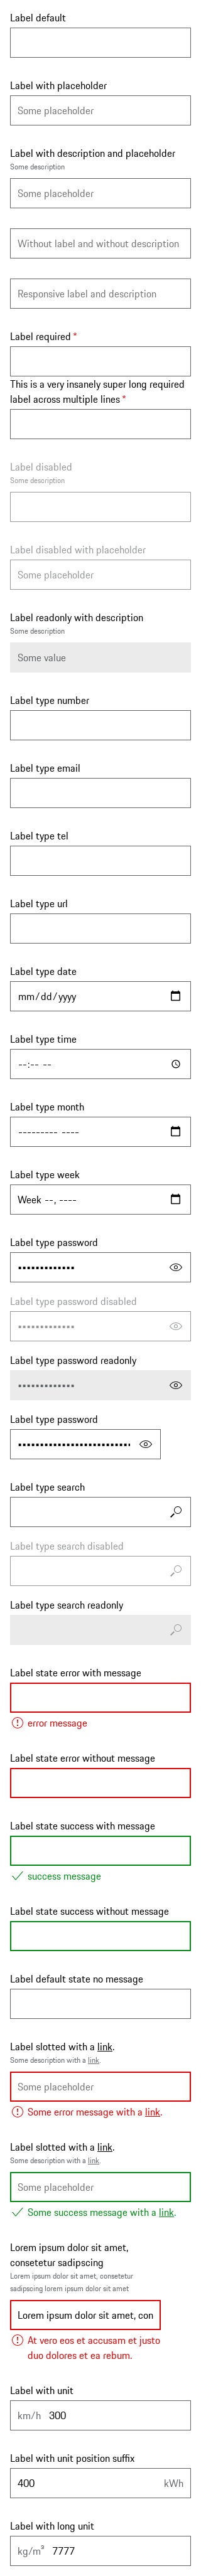 Label default
Label with placeholder
Some placeholder
Label with description and placeholder
Some description
Some placeholder
Without label and without description
Responsive label and description
Label required *
This is a very insanely super long required
label across multiple lines *
Label disabled
Some description
Label disabled with placeholder
Some placeholder
Label readonly with description
Some description
Some value
Label type number
Label type email
Label type tel
Label type url
Label type date
mm/dd/yyyy
Label type time
--:-- --
Label type month
--------- ----
Label type week
Week --, ----
Label type password
Label type password disabled
Label type password readonly
Label type password
Label type search
Label type search disabled
Label type search readonly
Label state error with message
error message
Label state error without message
Label state success with message
success message
Label state success without message
Label default state no message
Label slotted with a link.
Some description with a link.
Some placeholder
Some error message with a link.
Label slotted with a link.
Some description with a link.
Some placeholder
Some success message with a link.
Lorem ipsum dolor sit amet,
consetetur sadipscing
Lorem ipsum dolor sit amet, consetetur
sadipscing lorem ipsum dolor sit amet
Lorem ipsum dolor sit amet, con
At vero eos et accusam et justo
duo dolores et ea rebum.
Label with unit
km/h 300
Label with unit position suffix
400 kWh
Label with long unit
kg/m³ 7777